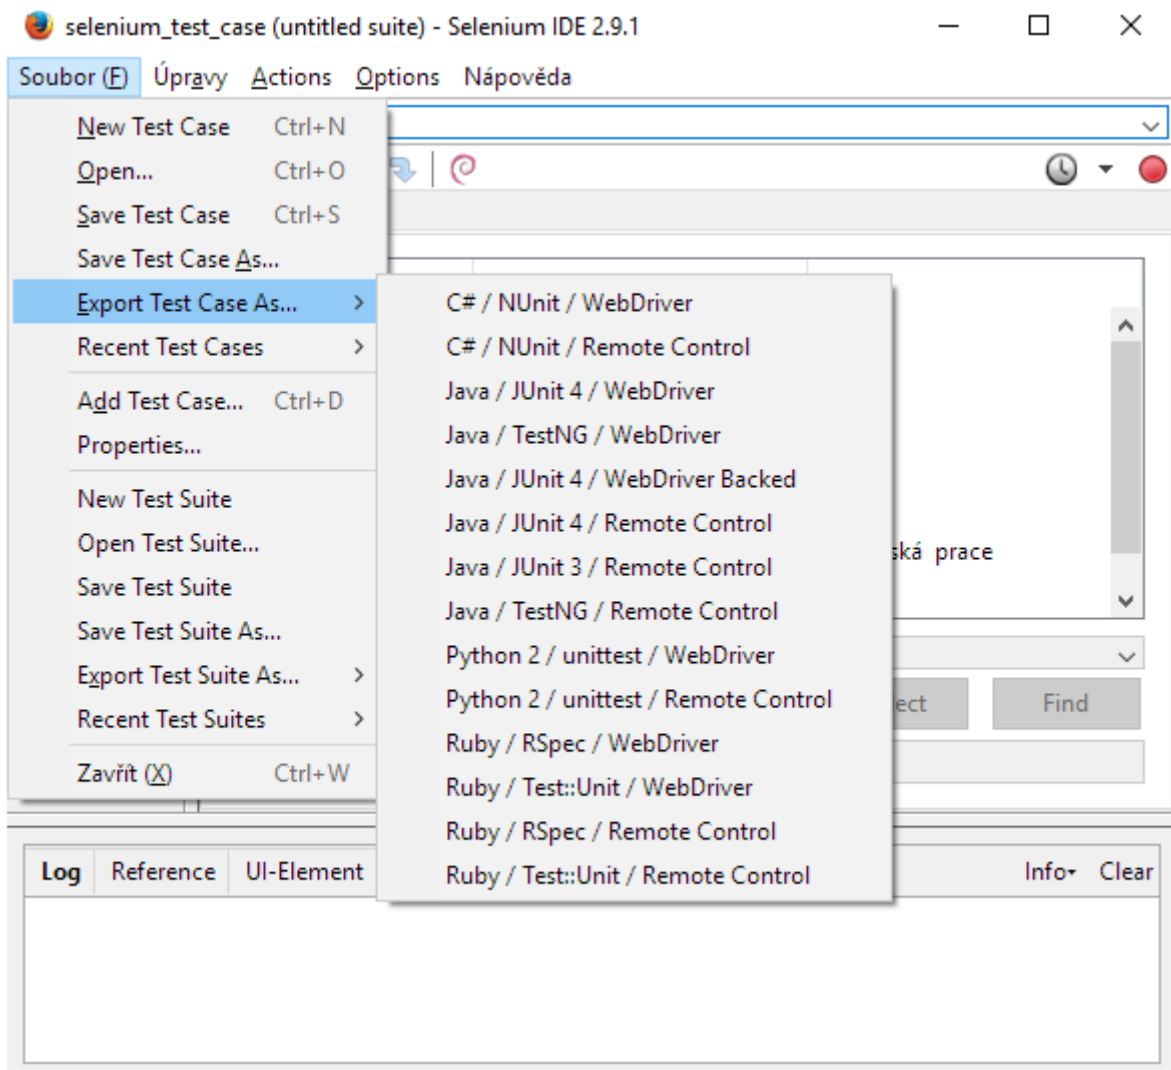 selenium_test_case (untitled suite) - Selenium IDE 2.9.1
Soubor (F) Úpravy Actions Options Nápověda
New Test Case Ctrl+N
Open... Ctrl+O
Save Test Case Ctrl+S
Save Test Case As...
Export Test Case As...
Recent Test Cases
Add Test Case... Ctrl+D
Properties...
New Test Suite
Open Test Suite...
Save Test Suite
Save Test Suite As...
Export Test Suite As...
Recent Test Suites
Zavřít (X) Ctrl+W
C# / NUnit / WebDriver
C# / NUnit / Remote Control
Java / JUnit 4 / WebDriver
Java / TestNG / WebDriver
Java / JUnit 4 / WebDriver Backed
Java / JUnit 4 / Remote Control
Java / JUnit 3 / Remote Control
Java / TestNG / Remote Control
Python 2 / unittest / WebDriver
Python 2 / unittest / Remote Control
Ruby / RSpec / WebDriver
Ruby / Test::Unit / WebDriver
Ruby / RSpec / Remote Control
Ruby / Test::Unit / Remote Control
ská prace
ect Find
Log Reference UI-Element Info Clear